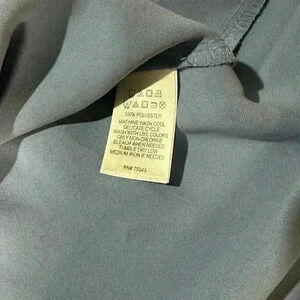 100% POLYESTER
MACHINE WASH COOL
DELICATE CYCLE
WASH WITH LIKE COLORS
ONLY NON-CHLORINE
BLEACH WHEN NEEDED
TUMBLE DRY LOW
MEDIUM IRON IF NEEDED
RN# 75343